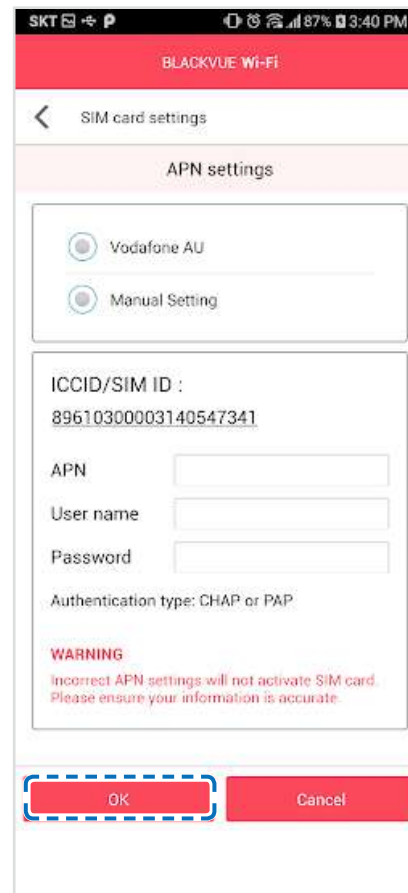 SKT 87% 3:40 PM
BLACKVUE Wi-Fi
SIM card settings
APN settings
Vodafone AU
Manual Setting
ICCID/SIM ID :
89610300003140547341
APN
User name
Password
Authentication type: CHAP or PAP
WARNING
Incorrect APN settings will not activate SIM card.
Please ensure your information is accurate.
OK Cancel